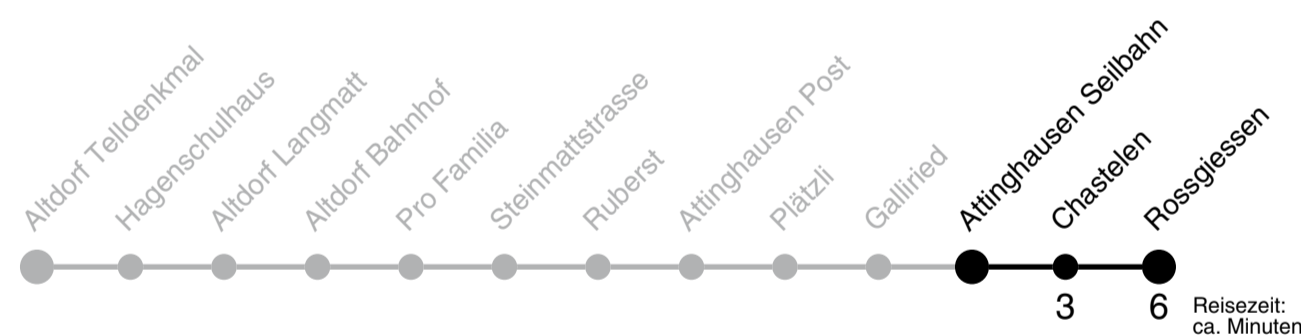 Altdorf Telldenkmal
Hagenschulhaus
Altdorf Langmatt
Altdorf Bahnhof
Pro Familia
Steinmattstrasse
Ruberst
Attinghausen Post
Plätzli
Galliried
Attinghausen Seilbahn
Chastelen
Rossgiessen
3
6
Reisezeit:
ca. Minuten